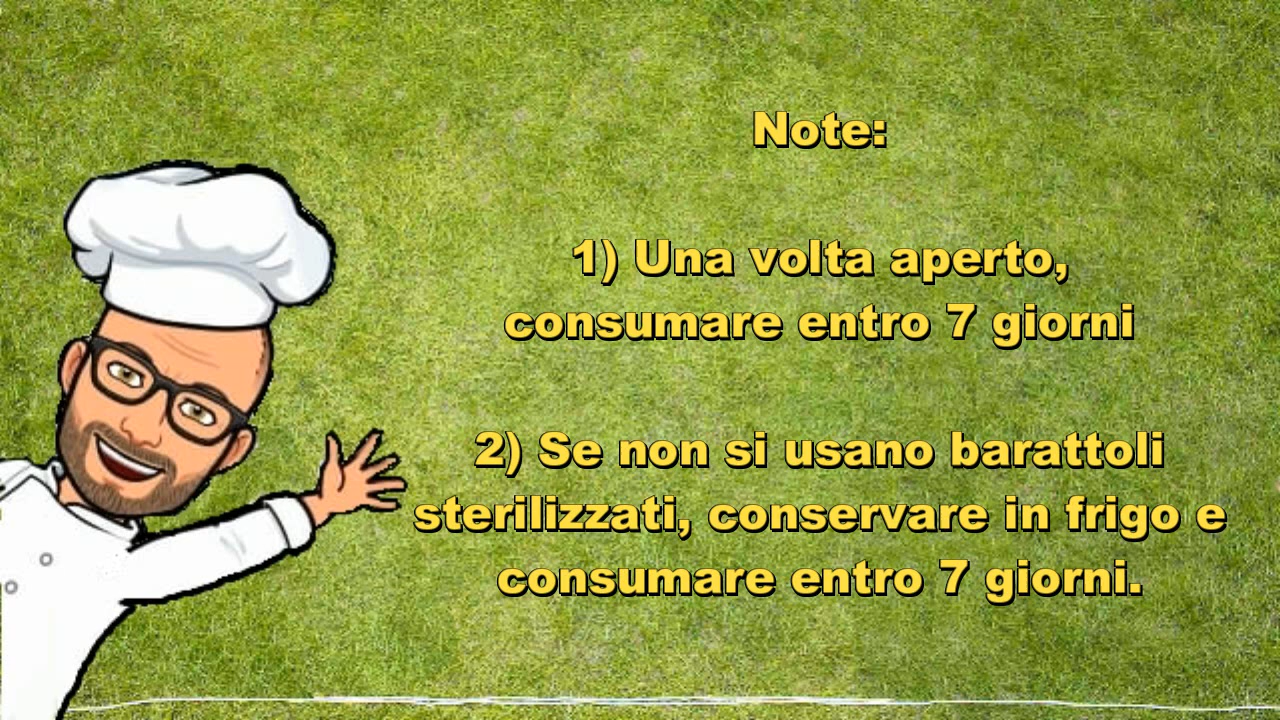 Note:
1) Una volta aperto,
consumare entro 7 giorni
2) Se non si usano barattoli
sterilizzati, conservare in frigo e
consumare entro 7 giorni.